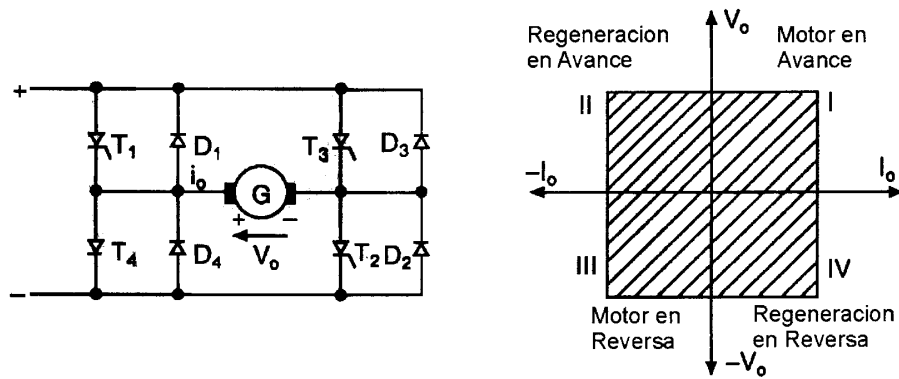 +
T1
D1
T3
D3
io
G
+
−
Vo
T4
D4
T2
D2
−
Vo
Regeneracion
en Avance
Motor en
Avance
II
I
−Io
Io
III
IV
Motor en
Reversa
Regeneracion
en Reversa
−Vo